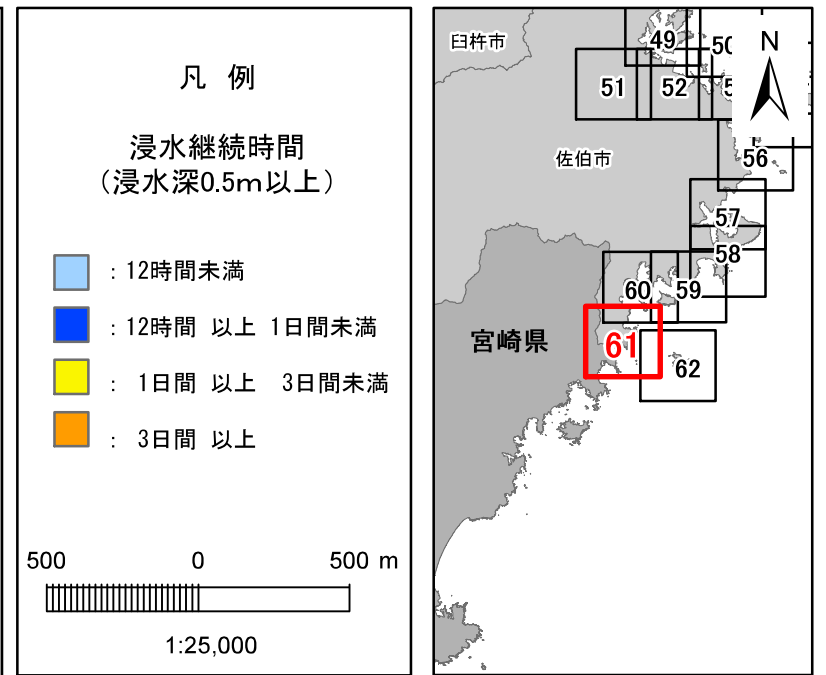 凡 例
浸水継続時間
（浸水深0.5m以上）
：12時間未満
：12時間 以上 1日間未満
： 1日間 以上 3日間未満
： 3日間 以上
500 0 500 m
1:25,000
臼杵市
49
50
N
51
52
佐伯市
56
57
58
60
59
宮崎県
61
62